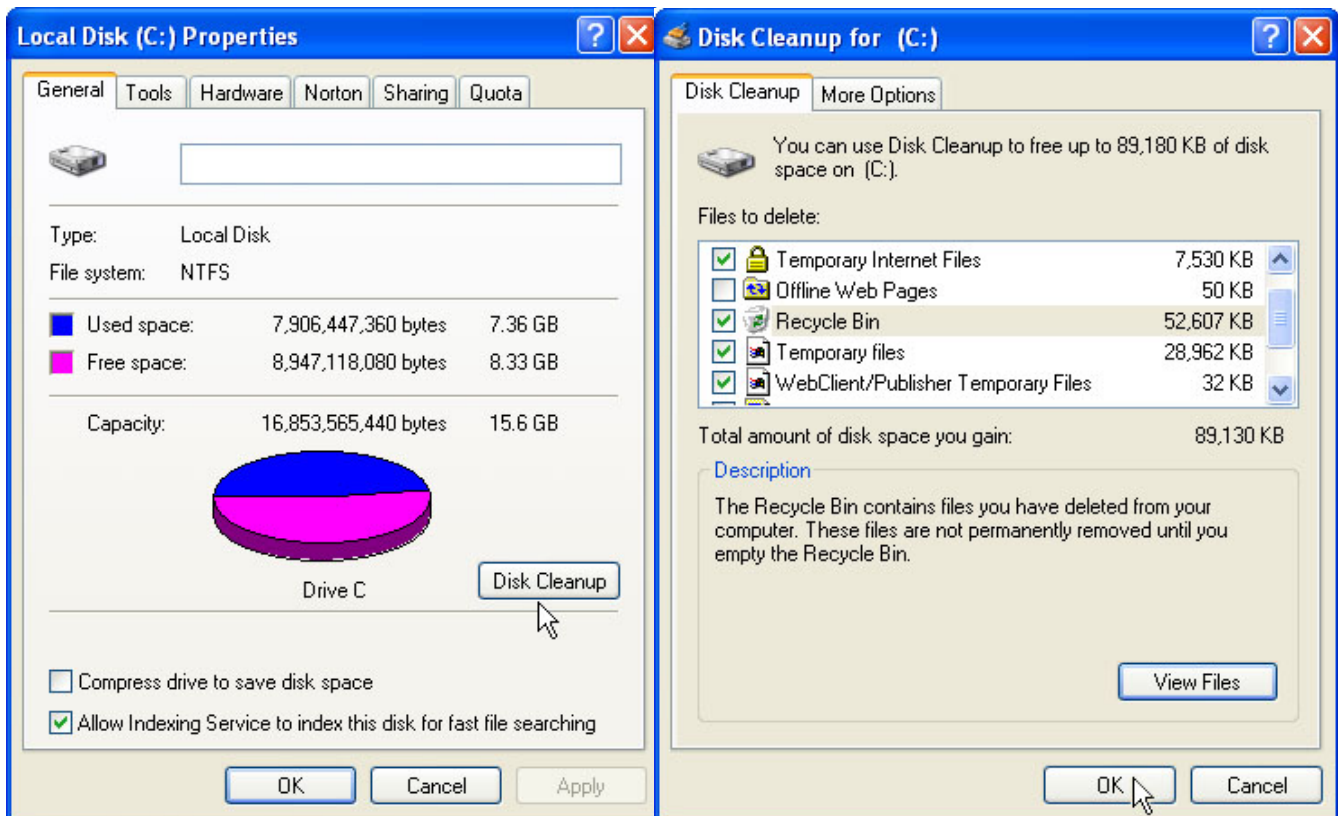 Local Disk (C:) Properties
General Tools Hardware Norton Sharing Quota
Type: Local Disk
File system: NTFS
Used space: 7,906,447,360 bytes 7.36 GB
Free space: 8,947,118,080 bytes 8.33 GB
Capacity: 16,853,565,440 bytes 15.6 GB
Drive C
Disk Cleanup
Compress drive to save disk space
Allow Indexing Service to index this disk for fast file searching
OK Cancel Apply
Disk Cleanup for (C:)
Disk Cleanup More Options
You can use Disk Cleanup to free up to 89,180 KB of disk
space on (C:).
Files to delete:
Temporary Internet Files 7,530 KB
Offline Web Pages 50 KB
Recycle Bin 52,607 KB
Temporary files 28,962 KB
WebClient/Publisher Temporary Files 32 KB
Total amount of disk space you gain: 89,130 KB
Description
The Recycle Bin contains files you have deleted from your
computer. These files are not permanently removed until you
empty the Recycle Bin.
View Files
OK Cancel